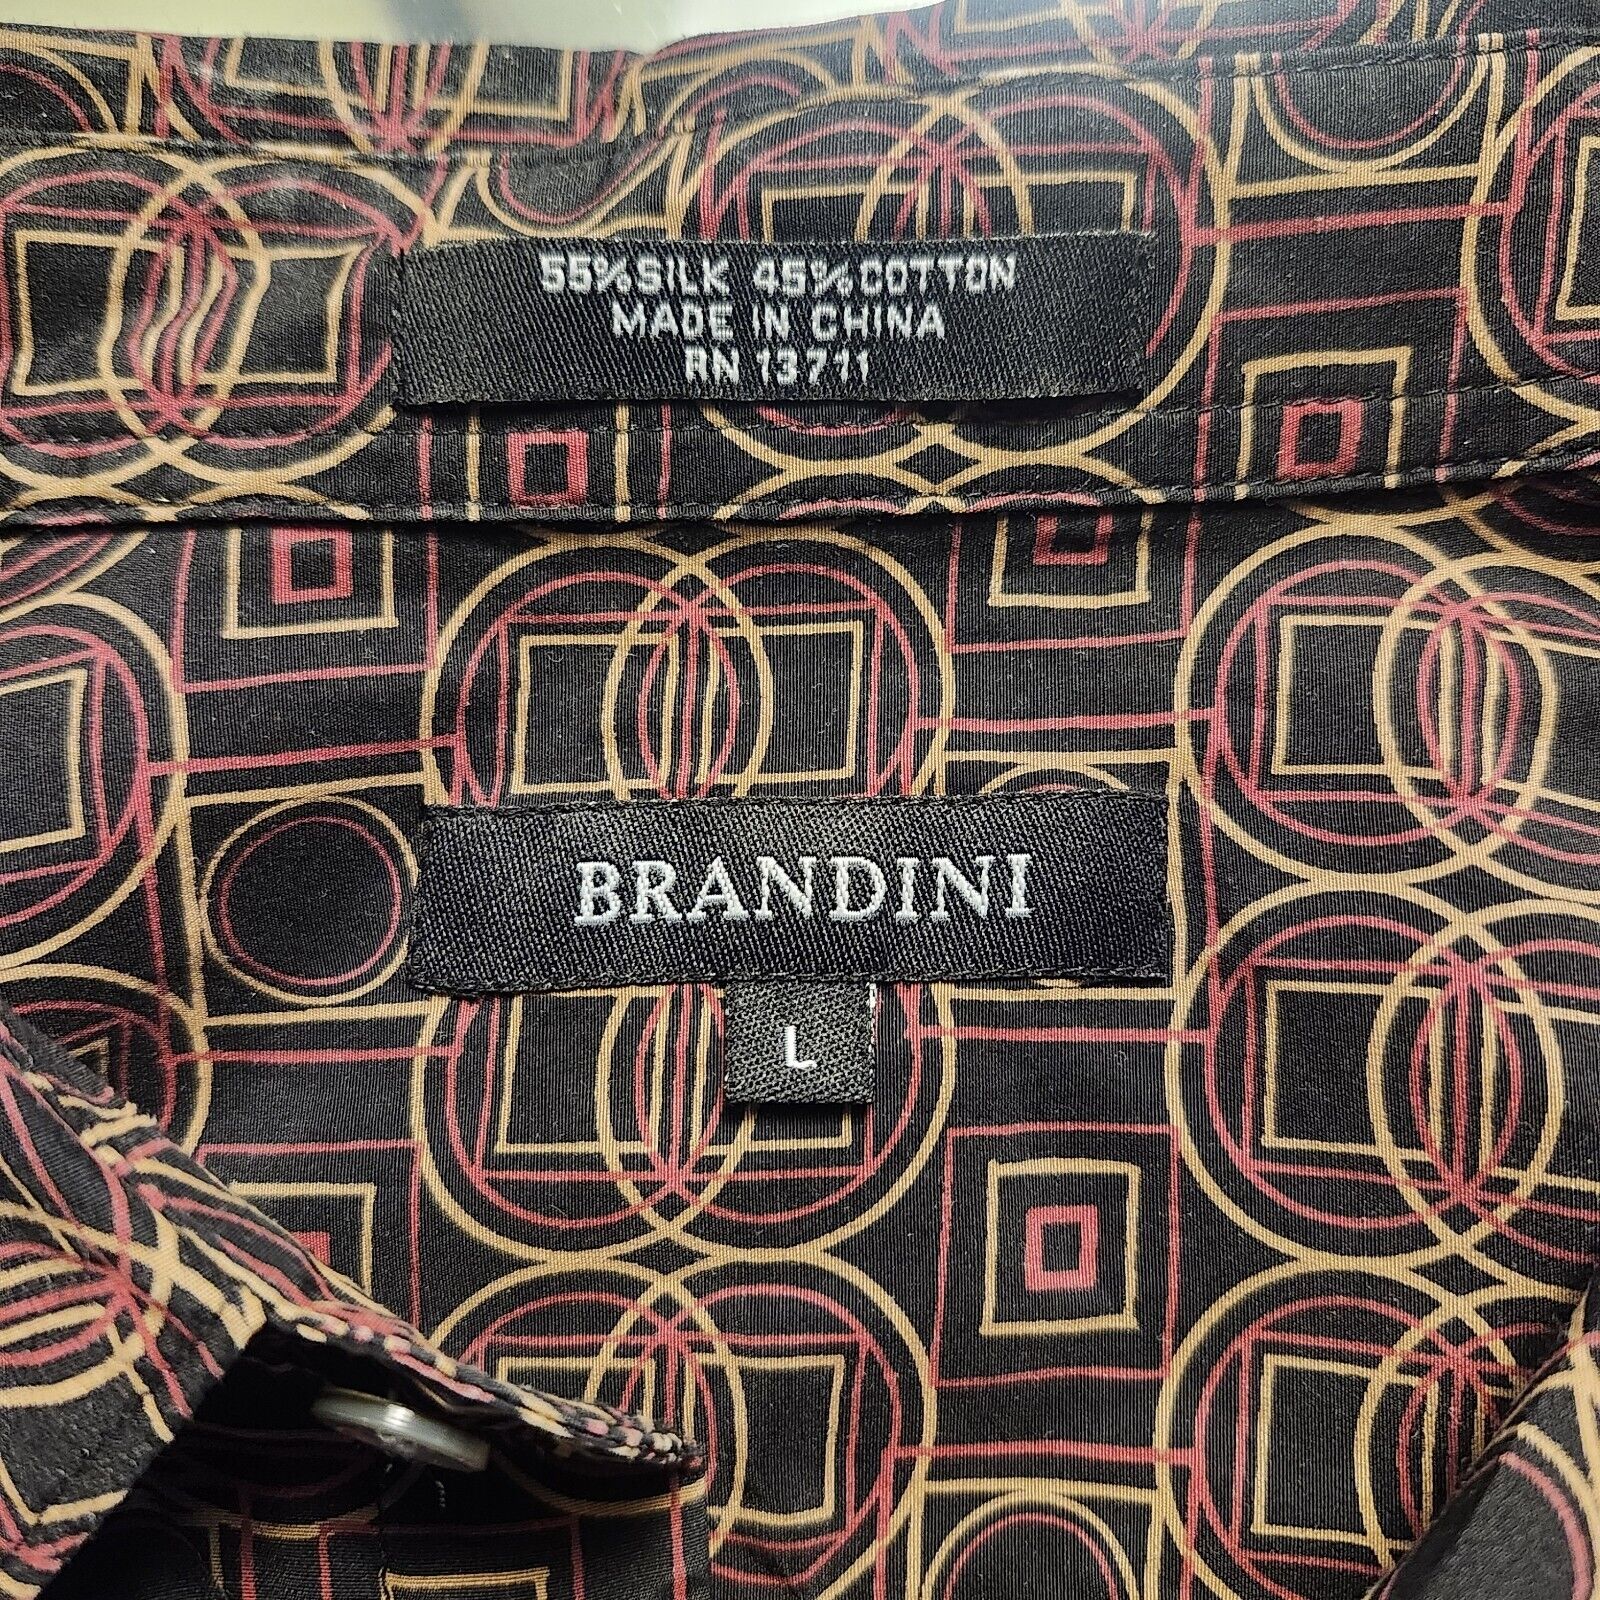 55% SILK 45% COTTON
MADE IN CHINA
RN 13711
BRANDINI
L